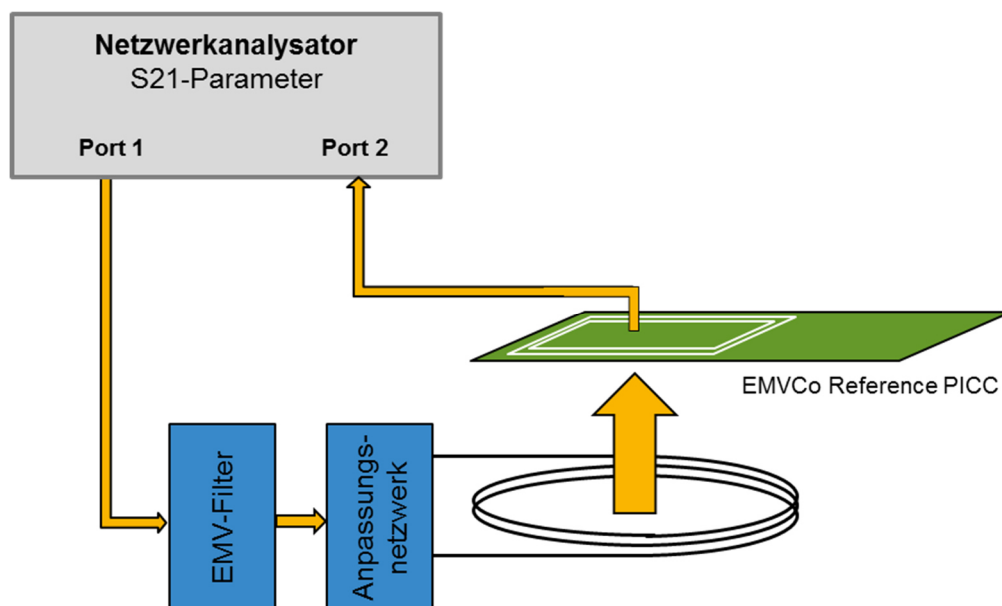 Netzwerkanalysator
S21-Parameter
Port 1
Port 2
EMVCo Reference PICC
EMV-Filter
Anpassungs-
netzwerk